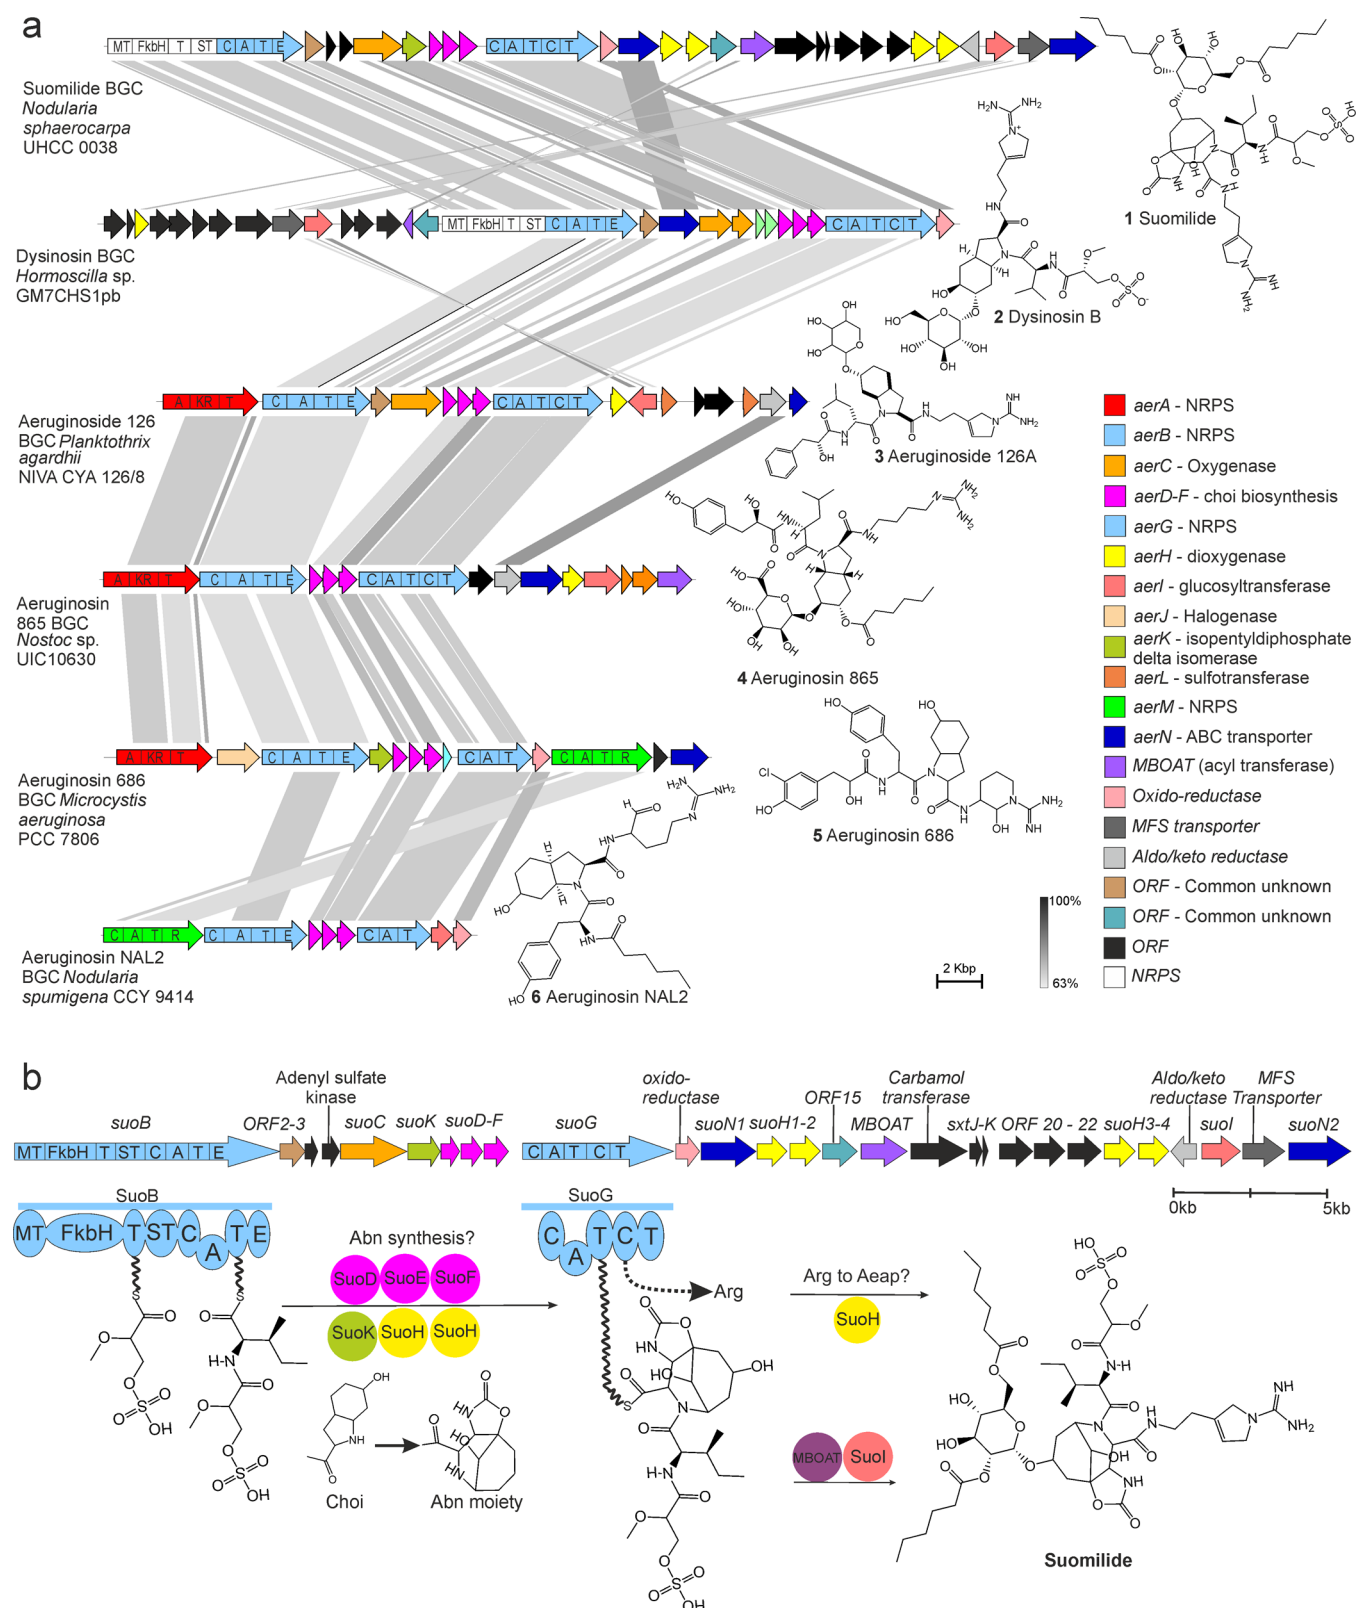 a
MT FkbH T ST C A T E C A T C T
Suomilide BGC
Nodularia
sphaerocarpa
UHCC 0038
1 Suomilide
MT FkbH T ST C A T E C A T C T
Dysinosin BGC
Hormoscilla sp.
GM7CHS1pb
2 Dysinosin B
A KR T C A T E C A T C T
Aeruginoside 126
BGC Planktothrix
agardhii
NIVA CYA 126/8
3 Aeruginoside 126A
A KR T C A T E C A T C T
Aeruginosin
865 BGC
Nostoc sp.
UIC10630
4 Aeruginosin 865
A KR T C A T E C A T C A T R
Aeruginosin 686
BGC Microcystis
aeruginosa
PCC 7806
5 Aeruginosin 686
C A T R C A T E C A T
Aeruginosin NAL2
BGC Nodularia
spumigena CCY 9414
6 Aeruginosin NAL2
aerA - NRPS
aerB - NRPS
aerC - Oxygenase
aerD-F - choi biosynthesis
aerG - NRPS
aerH - dioxygenase
aerI - glucosyltransferase
aerJ - Halogenase
aerK - isopentyldiphosphate
delta isomerase
aerL - sulfotransferase
aerM - NRPS
aerN - ABC transporter
MBOAT (acyl transferase)
Oxido-reductase
MFS transporter
Aldo/keto reductase
ORF - Common unknown
ORF - Common unknown
ORF
NRPS
2 Kbp
100%
63%
b
suoB
ORF2-3
Adenyl sulfate
kinase
suoC
suoK
suoD-F
suoG
oxido-
reductase
suoN1
suoH1-2
ORF15
MBOAT
Carbamol
transferase
sxtJ-K
ORF 20 - 22
suoH3-4
Aldo/keto
reductase
suoI
MFS
Transporter
suoN2
MT FkbH T ST C A T E C A T C T
0kb 5kb
SuoB
MT FkbH T ST C A T E
Abn synthesis?
SuoD SuoE SuoF
SuoK SuoH SuoH
Choi
Abn moiety
SuoG
C A T C T
Arg
Arg to Aeap?
SuoH
MBOAT SuoI
Suomilide